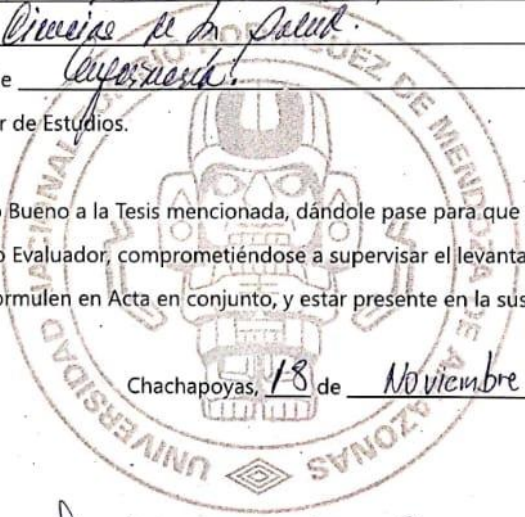 Ciencias de la Salud.
e Enfermería.
r de Estudios.
o Bueno a la Tesis mencionada, dándole pase para que
o Evaluador, comprometiéndose a supervisar el levanta
ormulen en Acta en conjunto, y estar presente en la sus
Chachapoyas, 18 de Noviembre
UNIVERSIDAD NACIONAL RODRIGUEZ DE MENDOZA DE AMAZONAS